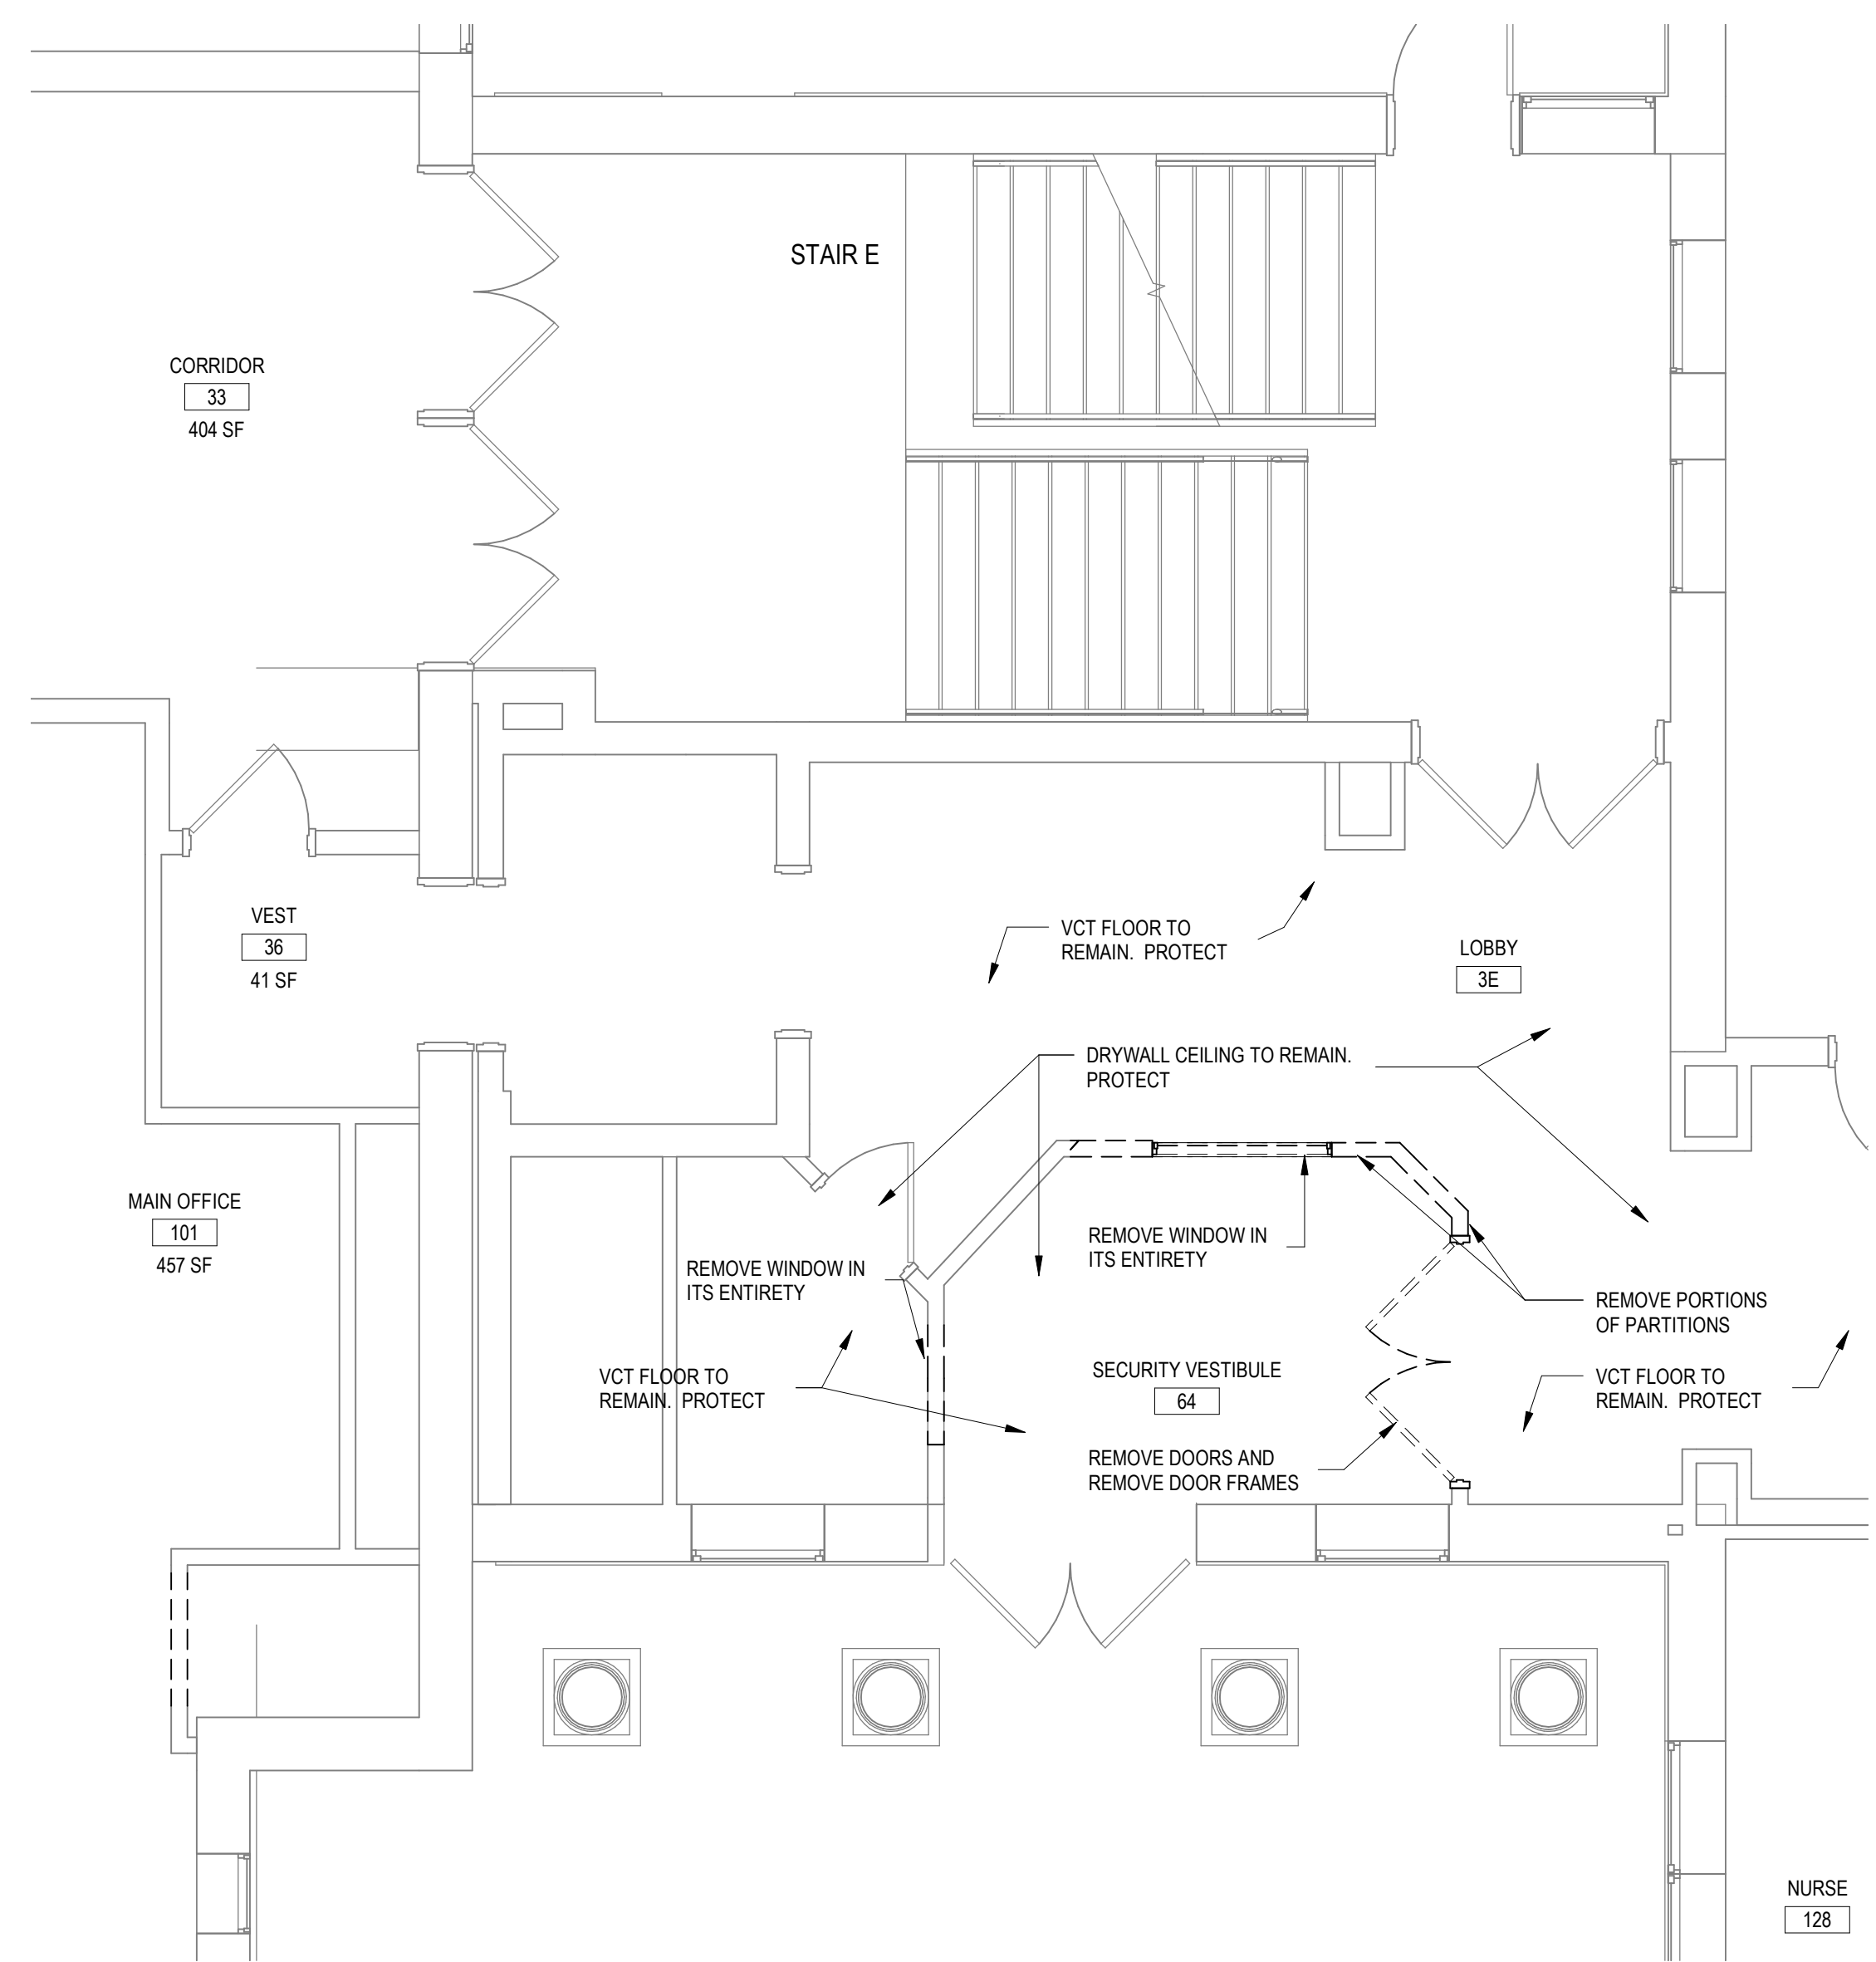 STAIR E
CORRIDOR
33
404 SF
VEST
36
41 SF
VCT FLOOR TO
REMAIN.  PROTECT
LOBBY
3E
DRYWALL CEILING TO REMAIN.
PROTECT
MAIN OFFICE
101
457 SF
REMOVE WINDOW IN
ITS ENTIRETY
REMOVE WINDOW IN
ITS ENTIRETY
REMOVE PORTIONS
OF PARTITIONS
VCT FLOOR TO
REMAIN.  PROTECT
SECURITY VESTIBULE
64
VCT FLOOR TO
REMAIN.  PROTECT
REMOVE DOORS AND
REMOVE DOOR FRAMES
NURSE
128